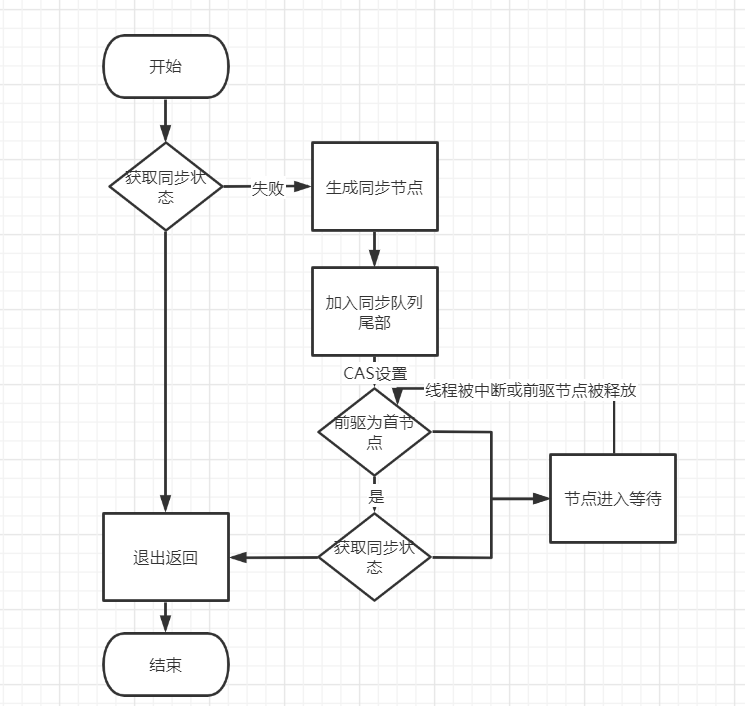 开始
获取同步状
态
失败
生成同步节点
加入同步队列
尾部
CAS设置
线程被中断或前驱节点被释放
前驱为首节
点
是
节点进入等待
获取同步状
态
退出返回
结束